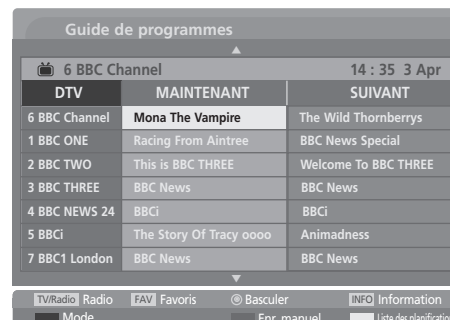 Guide de programmes
6 BBC Channel 14 : 35 3 Apr
DTV MAINTENANT SUIVANT
6 BBC Channel Mona The Vampire The Wild Thornberrys
1 BBC ONE Racing From Aintree BBC News Special
2 BBC TWO This is BBC THREE Welcome To BBC THREE
3 BBC THREE BBC News BBC News
4 BBC NEWS 24 BBCi BBCi
5 BBCi The Story Of Tracy oooo Animadness
7 BBC1 London BBC News BBC News
TV/Radio Radio FAV Favoris Basculer INFO Information
Mode Enr. manuel Liste des planification